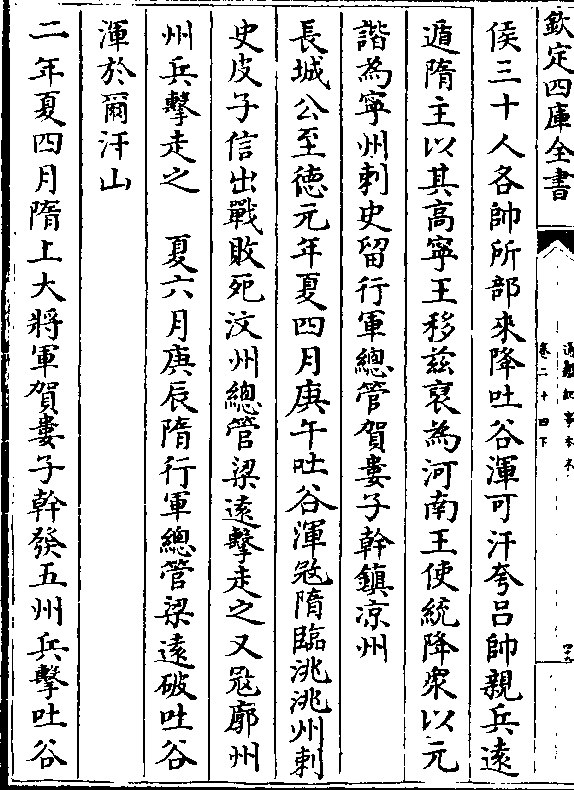 欽定四庫全書
通鑑紀事本末
卷二十四下
侯三十人各帥所部來降吐谷渾可汗夸吕帥親兵遠
遁隋主以其高寧王移兹裒為河南王使統降衆以元
諧為寧州刺史留行軍總管賀婁子幹鎮凉州
長城公至徳元年夏四月庚午吐谷渾冦隋臨洮洮州刺
史皮子信出戰敗死汶州總管梁逺擊走之又冦廓州
州兵擊走之 夏六月庚辰隋行軍總管梁逺破吐谷
渾於爾汗山
二年夏四月隋上大將軍賀婁子幹發五州兵擊吐谷